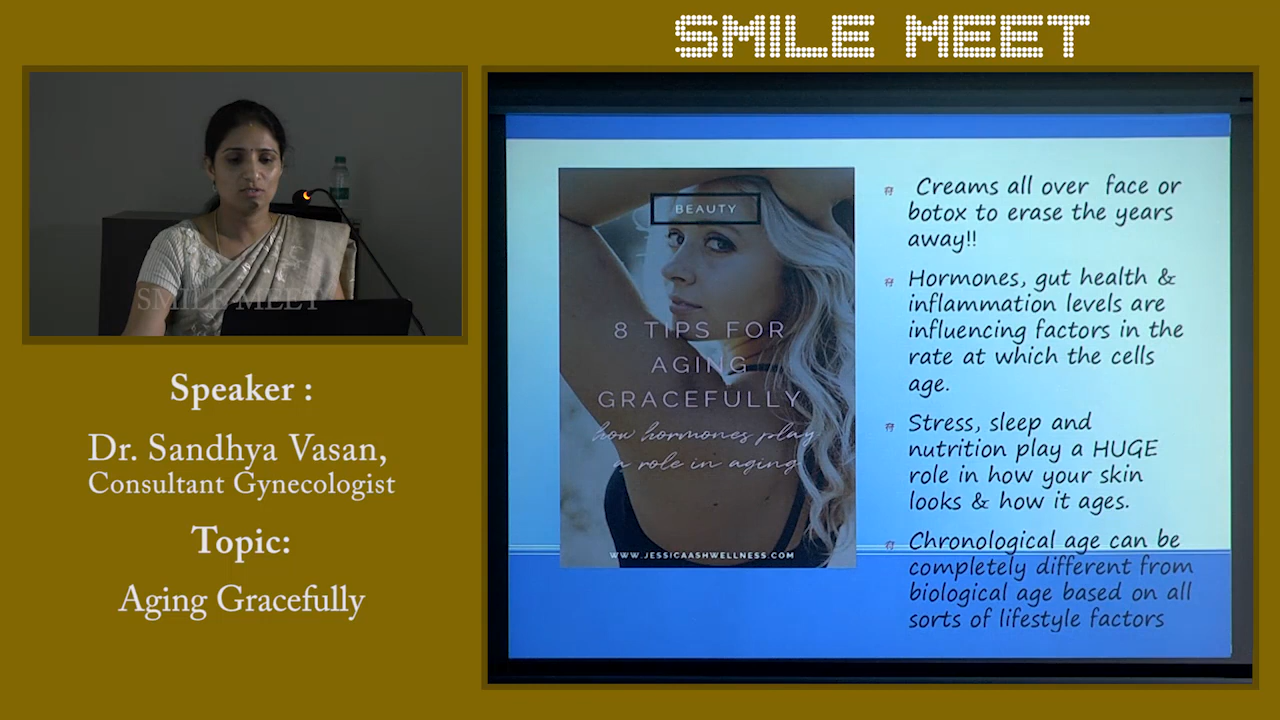 SMILE MEET
SMILE MEET
Speaker :
Dr. Sandhya Vasan,
Consultant Gynecologist
Topic:
Aging Gracefully
BEAUTY
8 TIPS FOR
AGING
GRACEFULLY
how hormones play
a role in aging
WWW.JESSICAASHWELLNESS.COM
Creams all over face or
botox to erase the years
away!!
Hormones, gut health &
inflammation levels are
influencing factors in the
rate at which the cells
age.
Stress, sleep and
nutrition play a HUGE
role in how your skin
looks & how it ages.
Chronological age can be
completely different from
biological age based on all
sorts of lifestyle factors